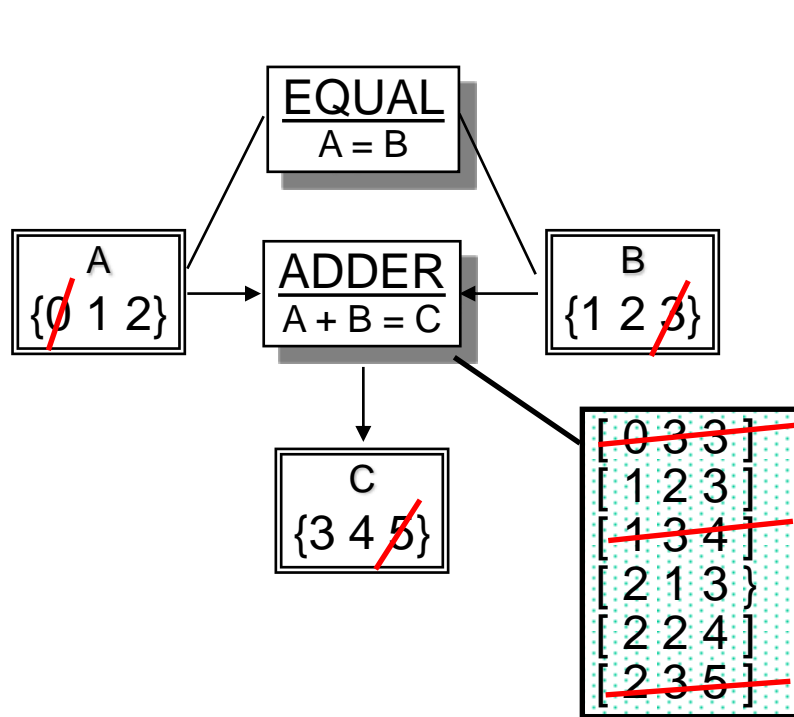 EQUAL
A = B
A
{0 1 2}
ADDER
A + B = C
B
{1 2 3}
C
{3 4 5}
[ 0 3 3 ]
[ 1 2 3 ]
[ 1 3 4 ]
[ 2 1 3 }
[ 2 2 4 ]
[ 2 3 5 ]